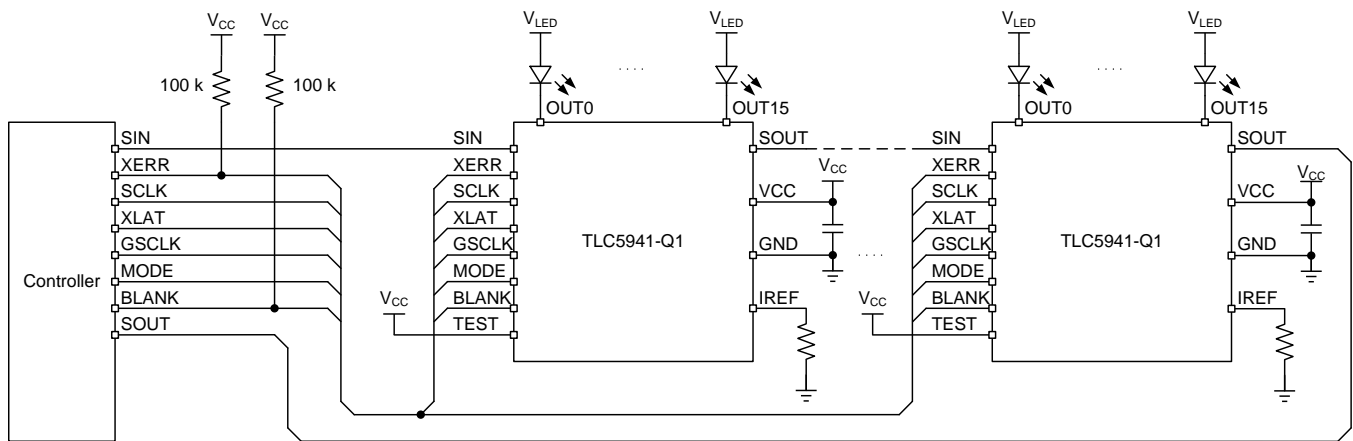 VCC VCC
100 k 100 k
VLED .... VLED
OUT0 OUT15
VLED .... VLED
OUT0 OUT15
Controller
SIN
XERR
SCLK
XLAT
GSCLK
MODE
BLANK
SOUT
SIN
XERR
SCLK
XLAT
GSCLK
MODE
BLANK
TEST
VCC
TLC5941-Q1
SOUT
VCC
VCC
GND
IREF
....
SIN
XERR
SCLK
XLAT
GSCLK
MODE
BLANK
TEST
VCC
TLC5941-Q1
SOUT
VCC
VCC
GND
IREF